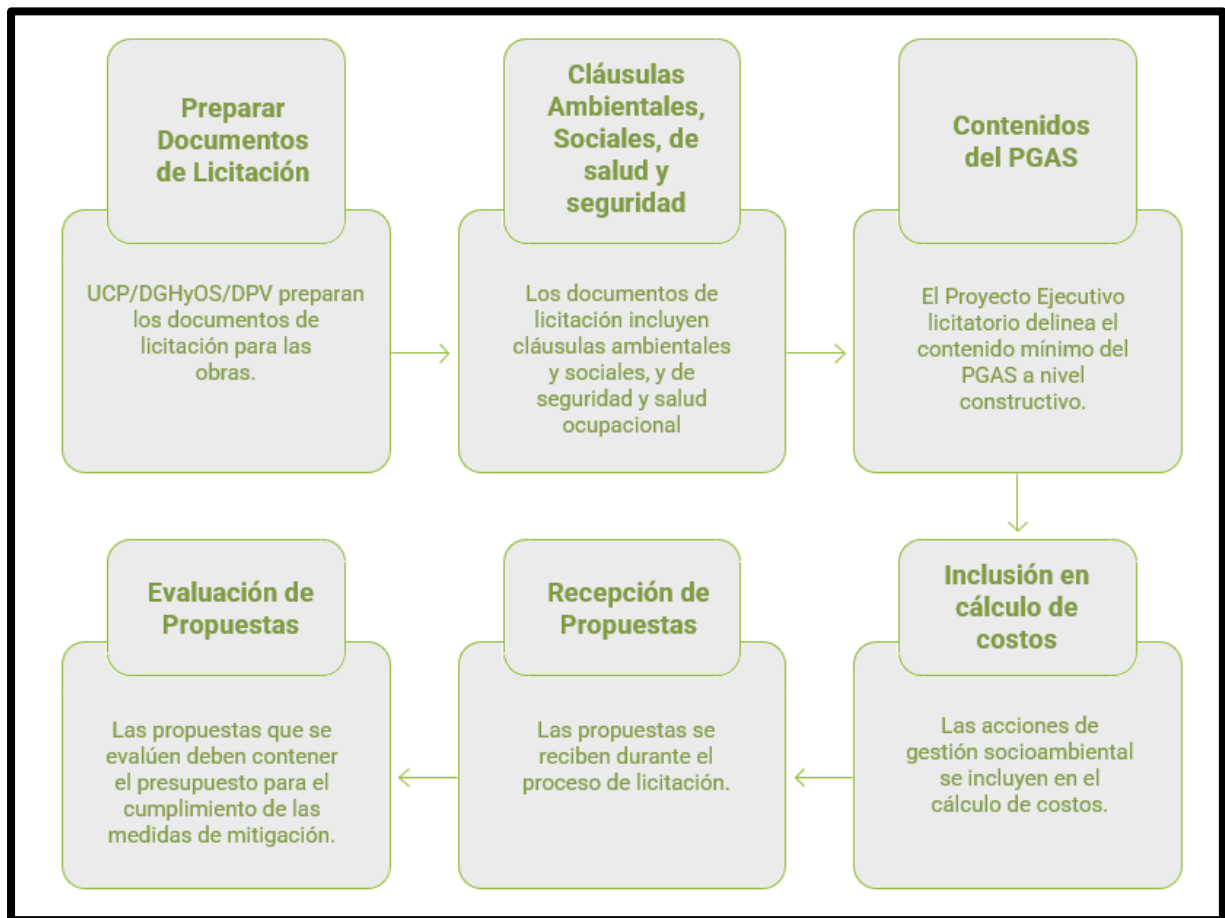 Preparar
Documentos
de Licitación
UCP/DGHyOS/DPV preparan
los documentos de
licitación para las
obras.
Cláusulas
Ambientales,
Sociales, de
salud y
seguridad
Los documentos de
licitación incluyen
cláusulas ambientales
y sociales, y de
seguridad y salud
ocupacional
Contenidos
del PGAS
El Proyecto Ejecutivo
licitatorio delinea el
contenido mínimo del
PGAS a nivel
constructivo.
Inclusión en
cálculo de
costos
Las acciones de
gestión socioambiental
se incluyen en el
cálculo de costos.
Recepción de
Propuestas
Las propuestas se
reciben durante el
proceso de licitación.
Evaluación de
Propuestas
Las propuestas que se
evalúen deben contener
el presupuesto para el
cumplimiento de las
medidas de mitigación.